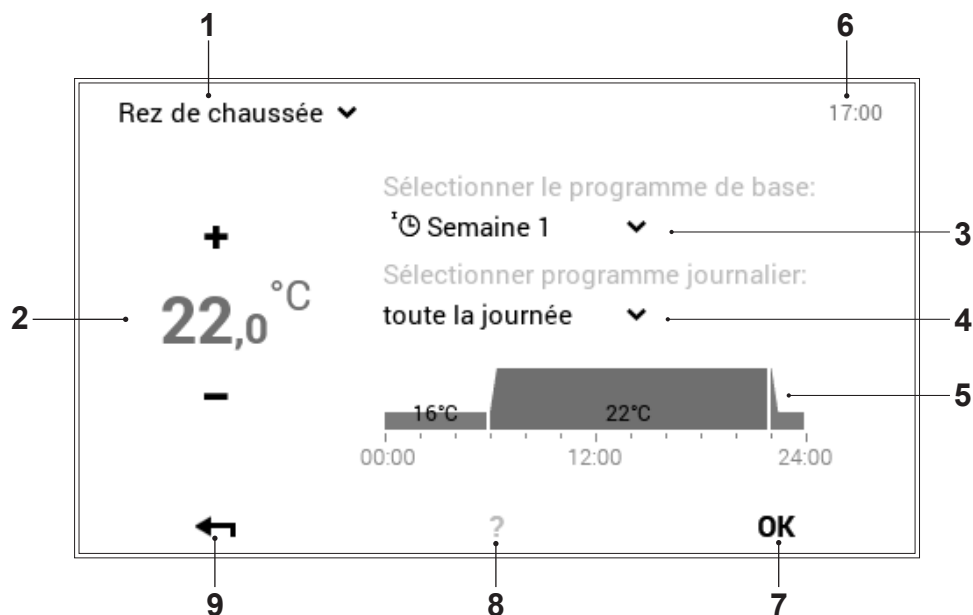 1
6
Rez de chaussée
17:00
Sélectionner le programme de base:
I Semaine 1
3
+
Sélectionner programme journalier:
2
22,0 °C
toute la journée
4
−
16°C
22°C
5
00:00
12:00
24:00
?
OK
9
8
7